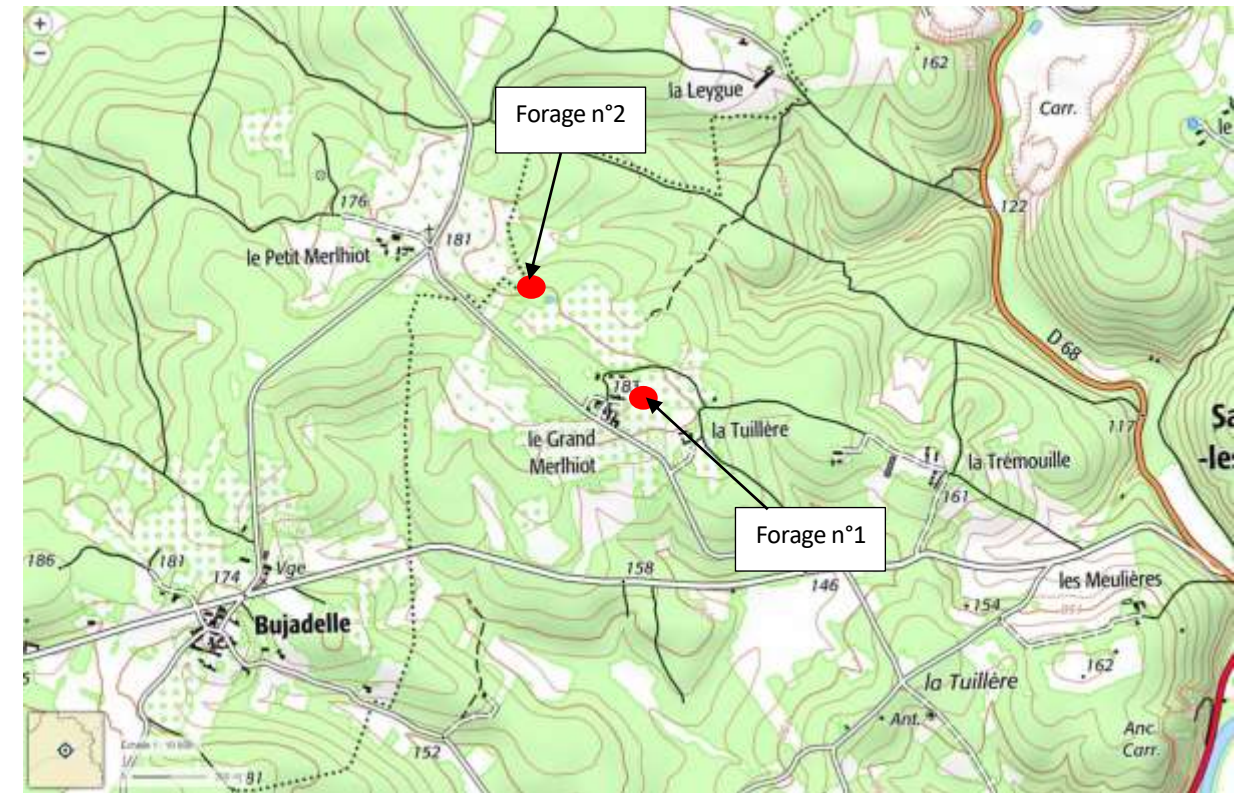 +
−
162
la Leygue
Carr.
le
Forage n°2
176
122
181
le Petit Merlhiot
D 68
183
117
Sa
-les
le Grand
Merlhiot
la Tuillère
la Trémouille
161
Forage n°1
186
181
174
Vge
158
146
les Meulières
154
Bujadelle
162
la Tuillère
Ant.
152
Anc.
Carr.
81